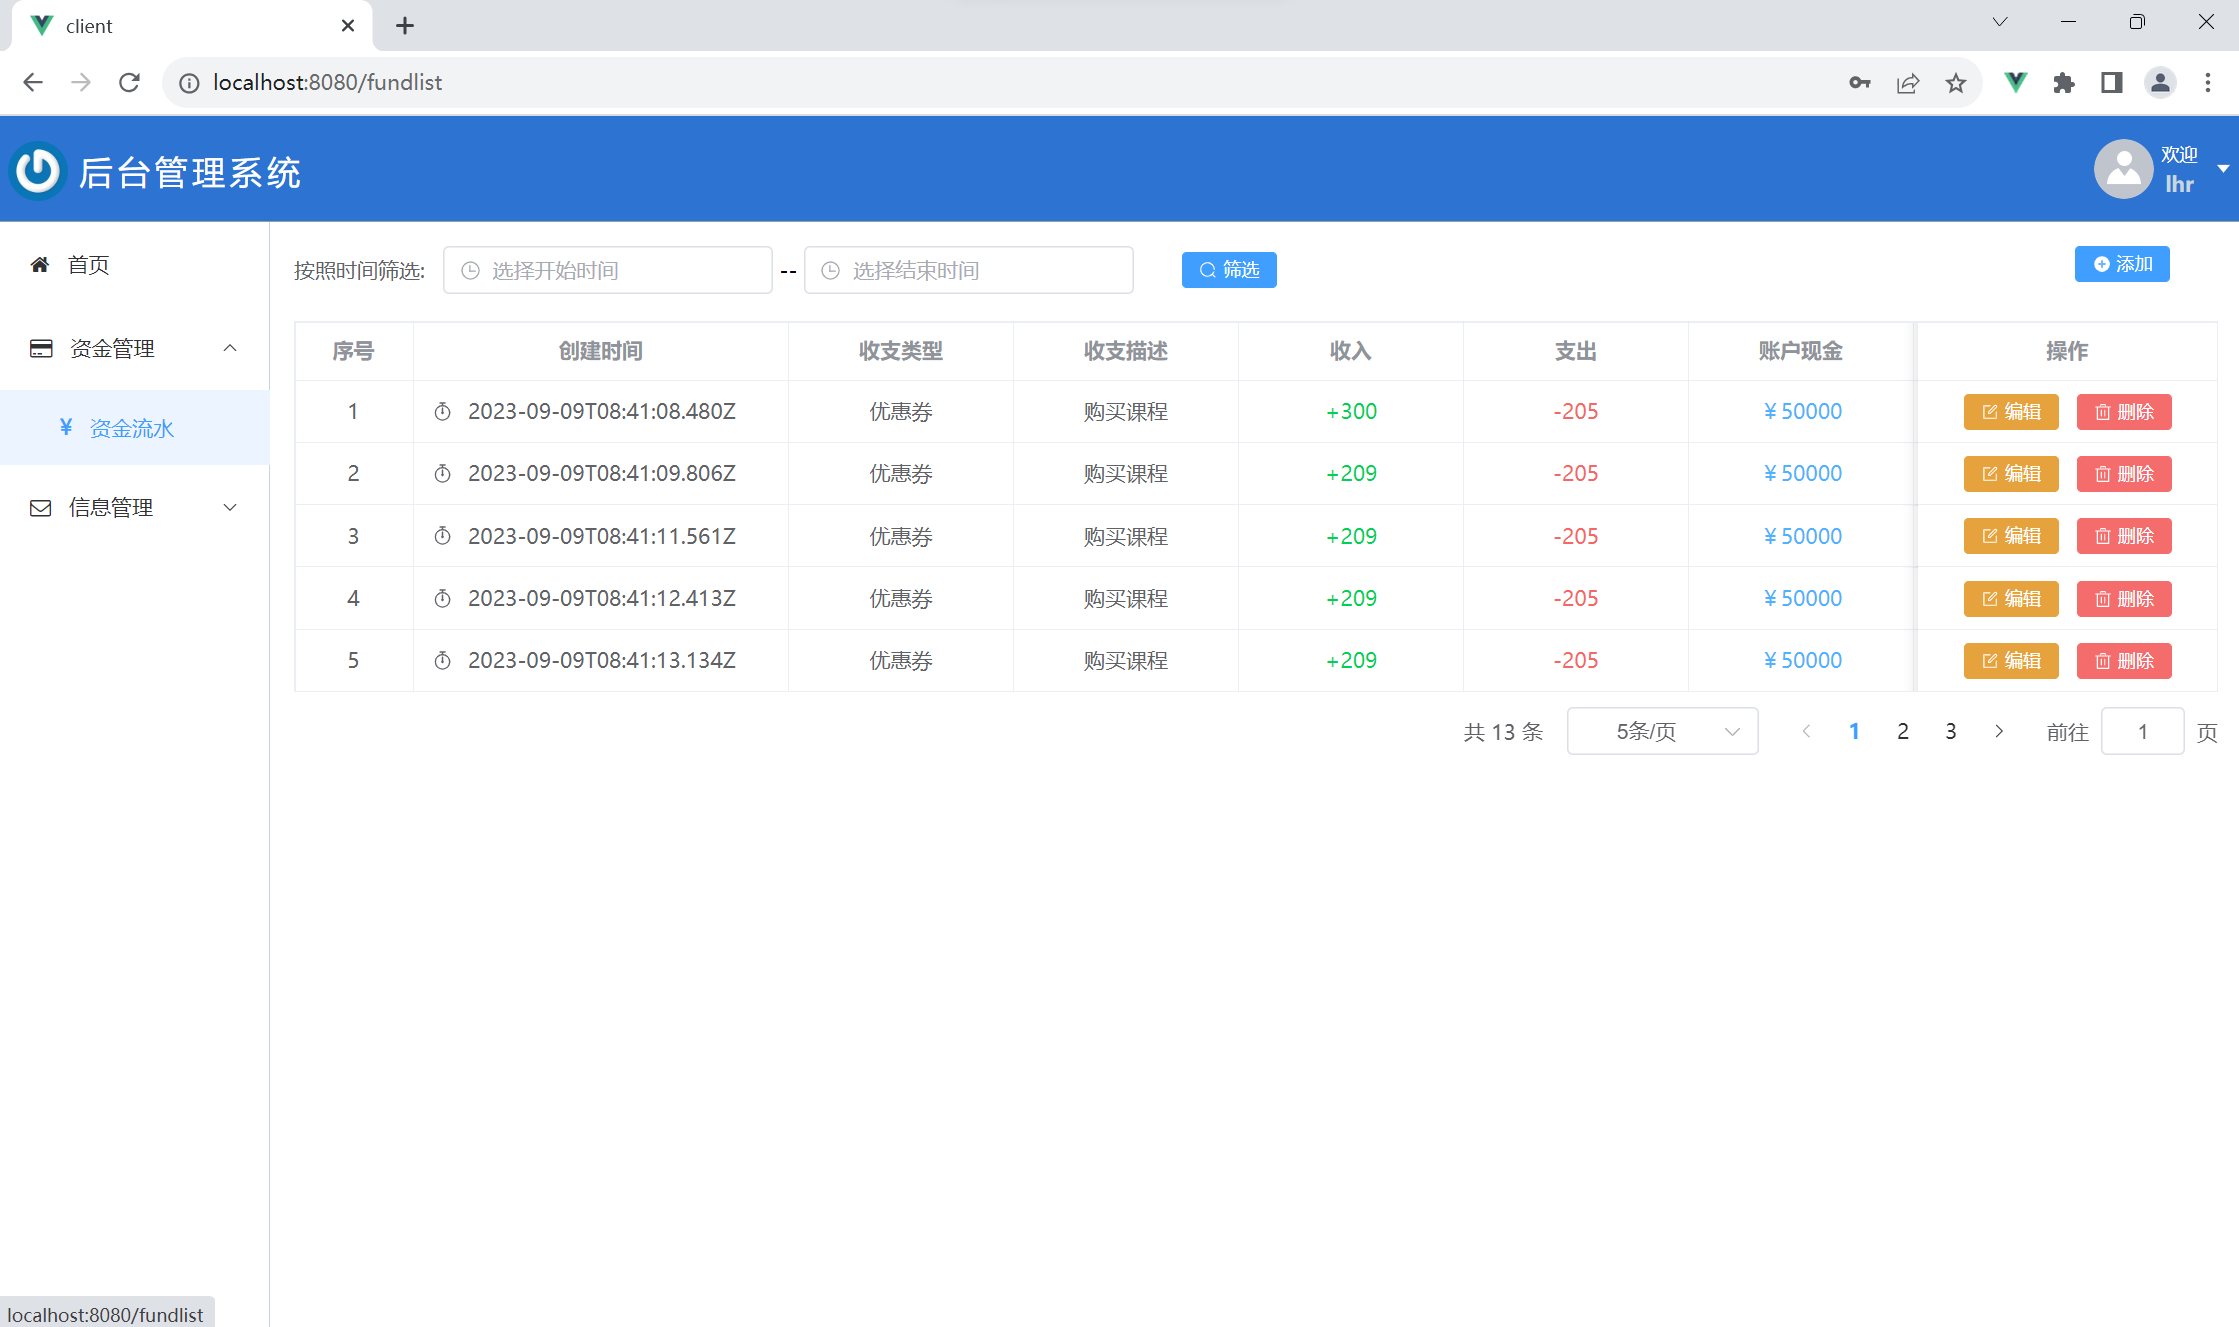 client
localhost:8080/fundlist
后台管理系统
欢迎
lhr
首页
资金管理
¥ 资金流水
信息管理
按照时间筛选: 选择开始时间 -- 选择结束时间 筛选 添加
序号 创建时间 收支类型 收支描述 收入 支出 账户现金 操作
1 2023-09-09T08:41:08.480Z 优惠券 购买课程 +300 -205 ¥50000 编辑 删除
2 2023-09-09T08:41:09.806Z 优惠券 购买课程 +209 -205 ¥50000 编辑 删除
3 2023-09-09T08:41:11.561Z 优惠券 购买课程 +209 -205 ¥50000 编辑 删除
4 2023-09-09T08:41:12.413Z 优惠券 购买课程 +209 -205 ¥50000 编辑 删除
5 2023-09-09T08:41:13.134Z 优惠券 购买课程 +209 -205 ¥50000 编辑 删除
共 13 条 5条/页 1 2 3 前往 1 页
localhost:8080/fundlist